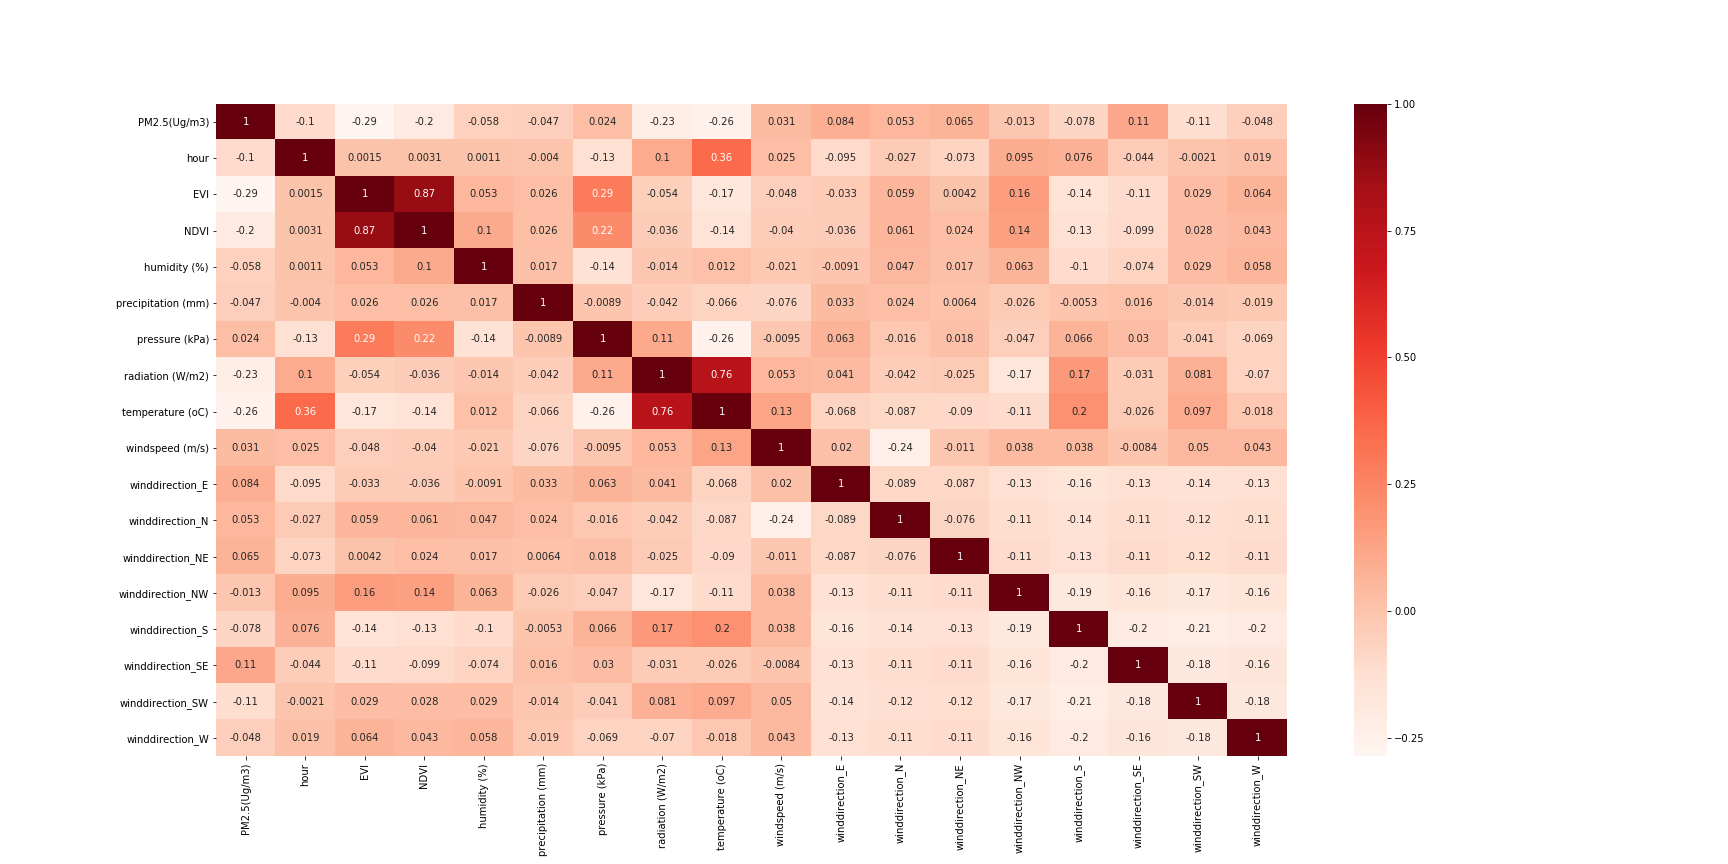 PM2.5(Ug/m3) 1 -0.1 -0.29 -0.2 -0.058 -0.047 0.024 -0.23 -0.26 0.031 0.084 0.053 0.065 -0.013 -0.078 0.11 -0.11 -0.048
hour -0.1 1 0.0015 0.0031 0.0011 -0.004 -0.13 0.1 0.36 0.025 -0.095 -0.027 -0.073 0.095 0.076 -0.044 -0.0021 0.019
EVI -0.29 0.0015 1 0.87 0.053 0.026 0.29 -0.054 -0.17 -0.048 -0.033 0.059 0.0042 0.16 -0.14 -0.11 0.029 0.064
NDVI -0.2 0.0031 0.87 1 0.1 0.026 0.22 -0.036 -0.14 -0.04 -0.036 0.061 0.024 0.14 -0.13 -0.099 0.028 0.043
humidity (%) -0.058 0.0011 0.053 0.1 1 0.017 -0.14 -0.014 0.012 -0.021 -0.0091 0.047 0.017 0.063 -0.1 -0.074 0.029 0.058
precipitation (mm) -0.047 -0.004 0.026 0.026 0.017 1 -0.0089 -0.042 -0.066 -0.076 0.033 0.024 0.0064 -0.026 -0.0053 0.016 -0.014 -0.019
pressure (kPa) 0.024 -0.13 0.29 0.22 -0.14 -0.0089 1 0.11 -0.26 -0.0095 0.063 -0.016 0.018 -0.047 0.066 0.03 -0.041 -0.069
radiation (W/m2) -0.23 0.1 -0.054 -0.036 -0.014 -0.042 0.11 1 0.76 0.053 0.041 -0.042 -0.025 -0.17 0.17 -0.031 0.081 -0.07
temperature (oC) -0.26 0.36 -0.17 -0.14 0.012 -0.066 -0.26 0.76 1 0.13 -0.068 -0.087 -0.09 -0.11 0.2 -0.026 0.097 -0.018
windspeed (m/s) 0.031 0.025 -0.048 -0.04 -0.021 -0.076 -0.0095 0.053 0.13 1 0.02 -0.24 -0.011 0.038 0.038 -0.0084 0.05 0.043
winddirection_E 0.084 -0.095 -0.033 -0.036 -0.0091 0.033 0.063 0.041 -0.068 0.02 1 -0.089 -0.087 -0.13 -0.16 -0.13 -0.14 -0.13
winddirection_N 0.053 -0.027 0.059 0.061 0.047 0.024 -0.016 -0.042 -0.087 -0.24 -0.089 1 -0.076 -0.11 -0.14 -0.11 -0.12 -0.11
winddirection_NE 0.065 -0.073 0.0042 0.024 0.017 0.0064 0.018 -0.025 -0.09 -0.011 -0.087 -0.076 1 -0.11 -0.13 -0.11 -0.12 -0.11
winddirection_NW -0.013 0.095 0.16 0.14 0.063 -0.026 -0.047 -0.17 -0.11 0.038 -0.13 -0.11 -0.11 1 -0.19 -0.16 -0.17 -0.16
winddirection_S -0.078 0.076 -0.14 -0.13 -0.1 -0.0053 0.066 0.17 0.2 0.038 -0.16 -0.14 -0.13 -0.19 1 -0.2 -0.21 -0.2
winddirection_SE 0.11 -0.044 -0.11 -0.099 -0.074 0.016 0.03 -0.031 -0.026 -0.0084 -0.13 -0.11 -0.11 -0.16 -0.2 1 -0.18 -0.16
winddirection_SW -0.11 -0.0021 0.029 0.028 0.029 -0.014 -0.041 0.081 0.097 0.05 -0.14 -0.12 -0.12 -0.17 -0.21 -0.18 1 -0.18
winddirection_W -0.048 0.019 0.064 0.043 0.058 -0.019 -0.069 -0.07 -0.018 0.043 -0.13 -0.11 -0.11 -0.16 -0.2 -0.16 -0.18 1
PM2.5(Ug/m3)
hour
EVI
NDVI
humidity (%)
precipitation (mm)
pressure (kPa)
radiation (W/m2)
temperature (oC)
windspeed (m/s)
winddirection_E
winddirection_N
winddirection_NE
winddirection_NW
winddirection_S
winddirection_SE
winddirection_SW
winddirection_W
1.00
0.75
0.50
0.25
0.00
−0.25